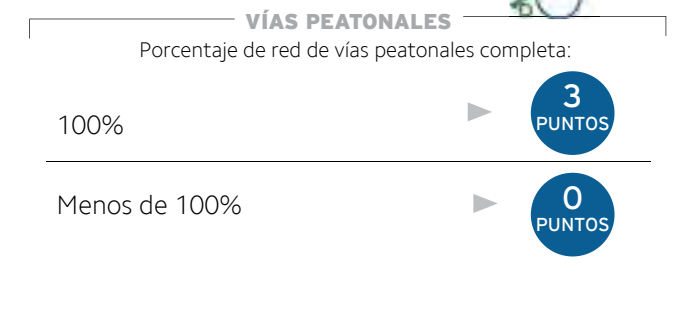 VÍAS PEATONALES
Porcentaje de red de vías peatonales completa:
100%
3
PUNTOS
Menos de 100%
0
PUNTOS